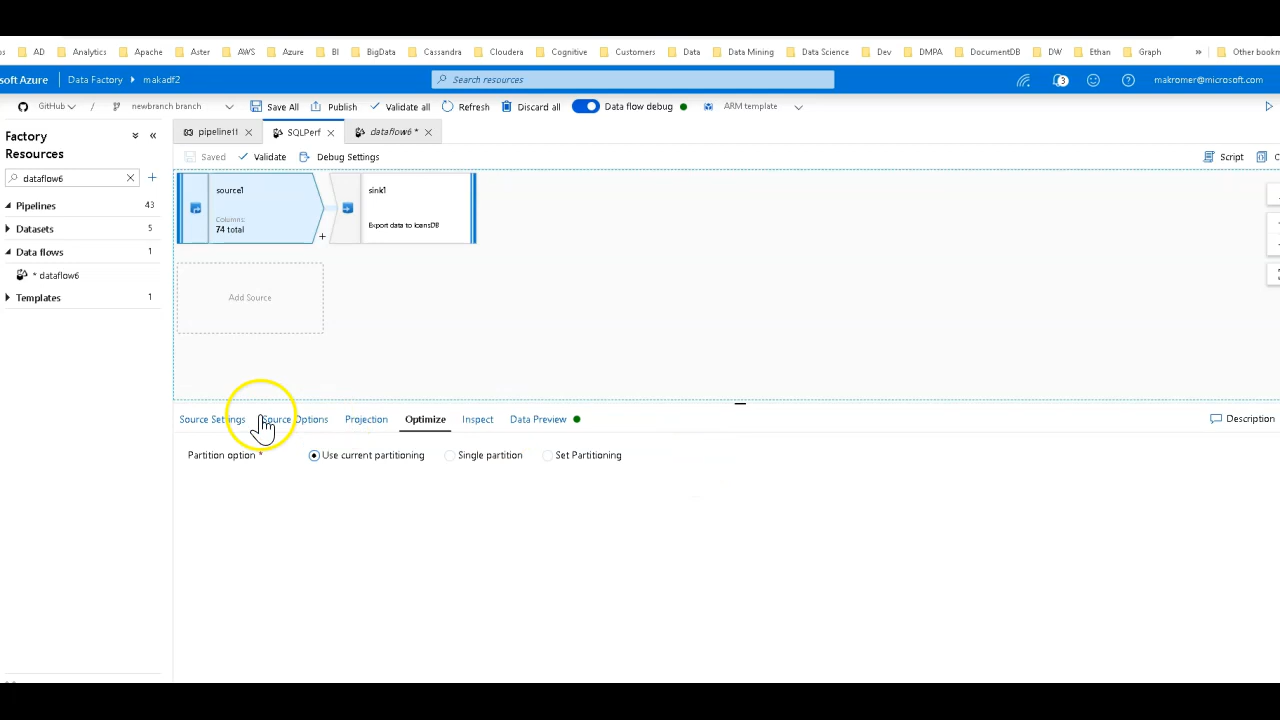 AD Analytics Apache Aster AWS Azure BI BigData Cassandra Cloudera Cognitive Customers Data Data Mining Data Science Dev DMPA DocumentDB DW Ethan Graph » Other bookm
soft Azure Data Factory makadf2 Search resources 3 makromer@microsoft.com
GitHub / newbranch branch Save All Publish Validate all Refresh Discard all Data flow debug ARM template
Factory Resources » «
pipeline11 SQLPerf dataflow6 *
Saved Validate Debug Settings Script
dataflow6
Pipelines 43
Datasets 5
Data flows 1
* dataflow6
Templates 1
source1
Columns:
74 total
+
sink1
Export data to loansDB
Add Source
Source Settings Source Options Projection Optimize Inspect Data Preview Description
Partition option * Use current partitioning Single partition Set Partitioning